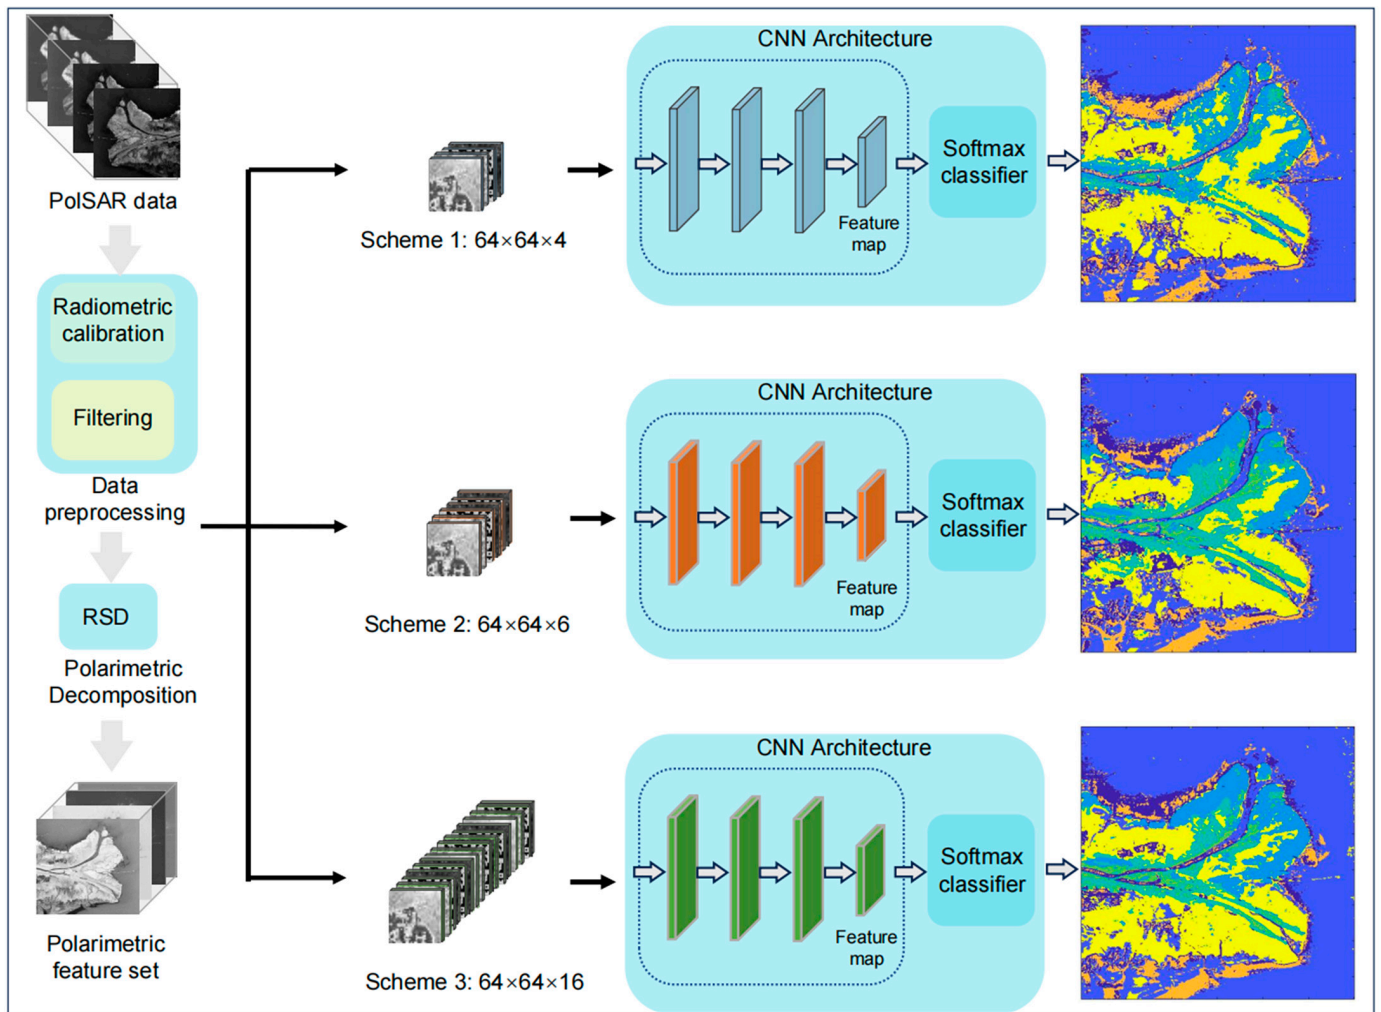 PolSAR data
Radiometric
calibration
Filtering
Data
preprocessing
RSD
Polarimetric
Decomposition
Polarimetric
feature set
Scheme 1: 64×64×4
CNN Architecture
Feature
map
Softmax
classifier
Scheme 2: 64×64×6
CNN Architecture
Feature
map
Softmax
classifier
Scheme 3: 64×64×16
CNN Architecture
Feature
map
Softmax
classifier